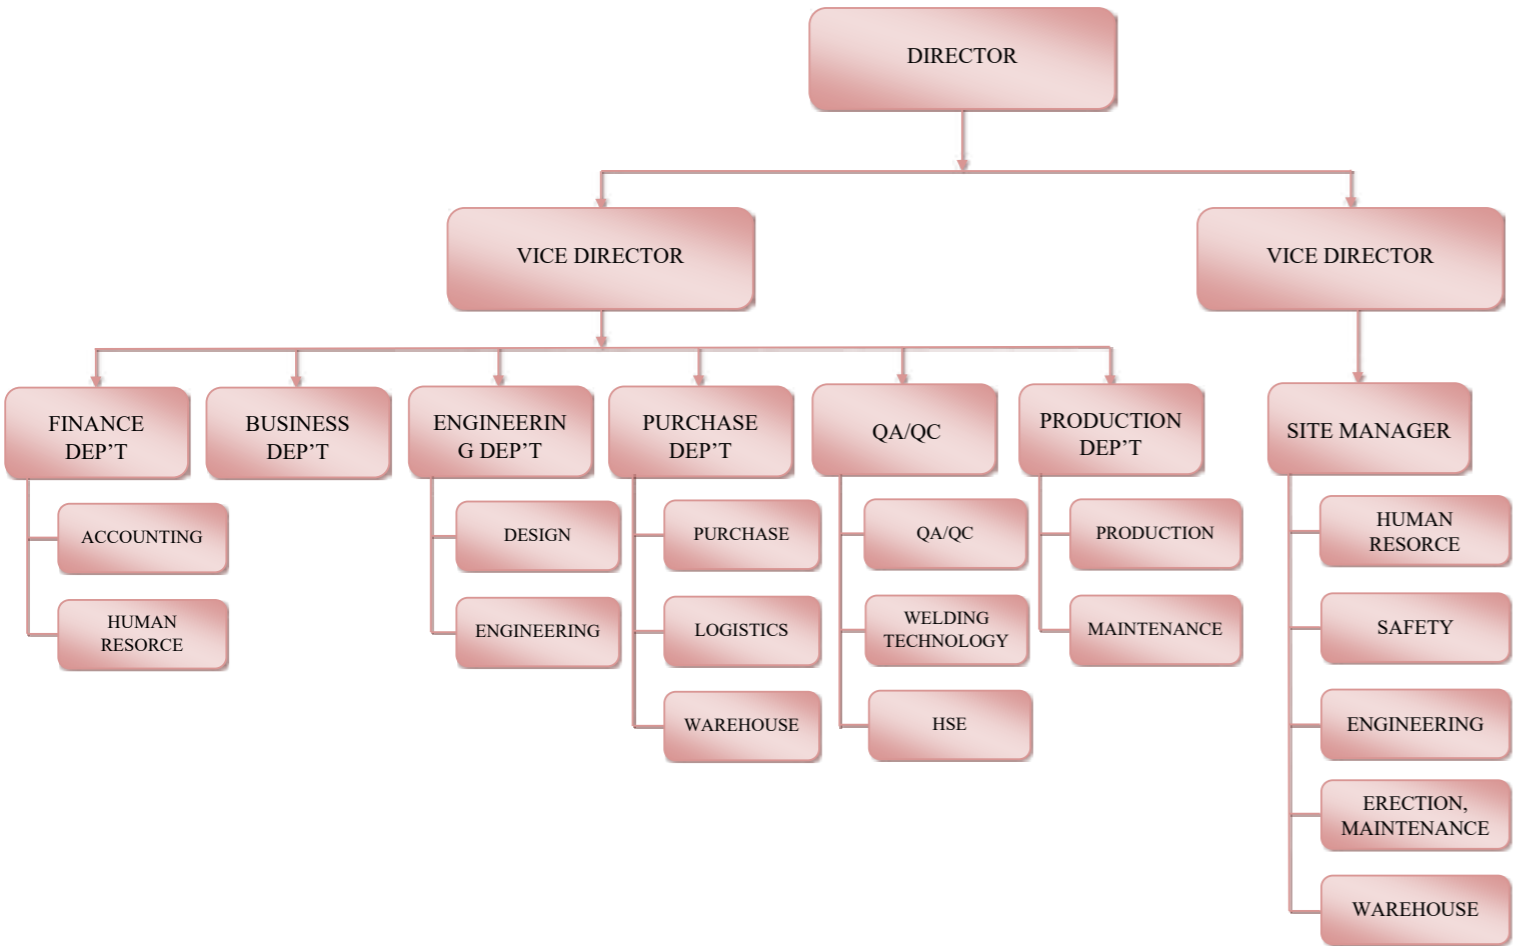 DIRECTOR
VICE DIRECTOR
VICE DIRECTOR
FINANCE
DEP’T
BUSINESS
DEP’T
ENGINEERIN
G DEP’T
PURCHASE
DEP’T
QA/QC
PRODUCTION
DEP’T
SITE MANAGER
ACCOUNTING
HUMAN
RESORCE
DESIGN
ENGINEERING
PURCHASE
LOGISTICS
WAREHOUSE
QA/QC
WELDING
TECHNOLOGY
HSE
PRODUCTION
MAINTENANCE
HUMAN
RESORCE
SAFETY
ENGINEERING
ERECTION,
MAINTENANCE
WAREHOUSE